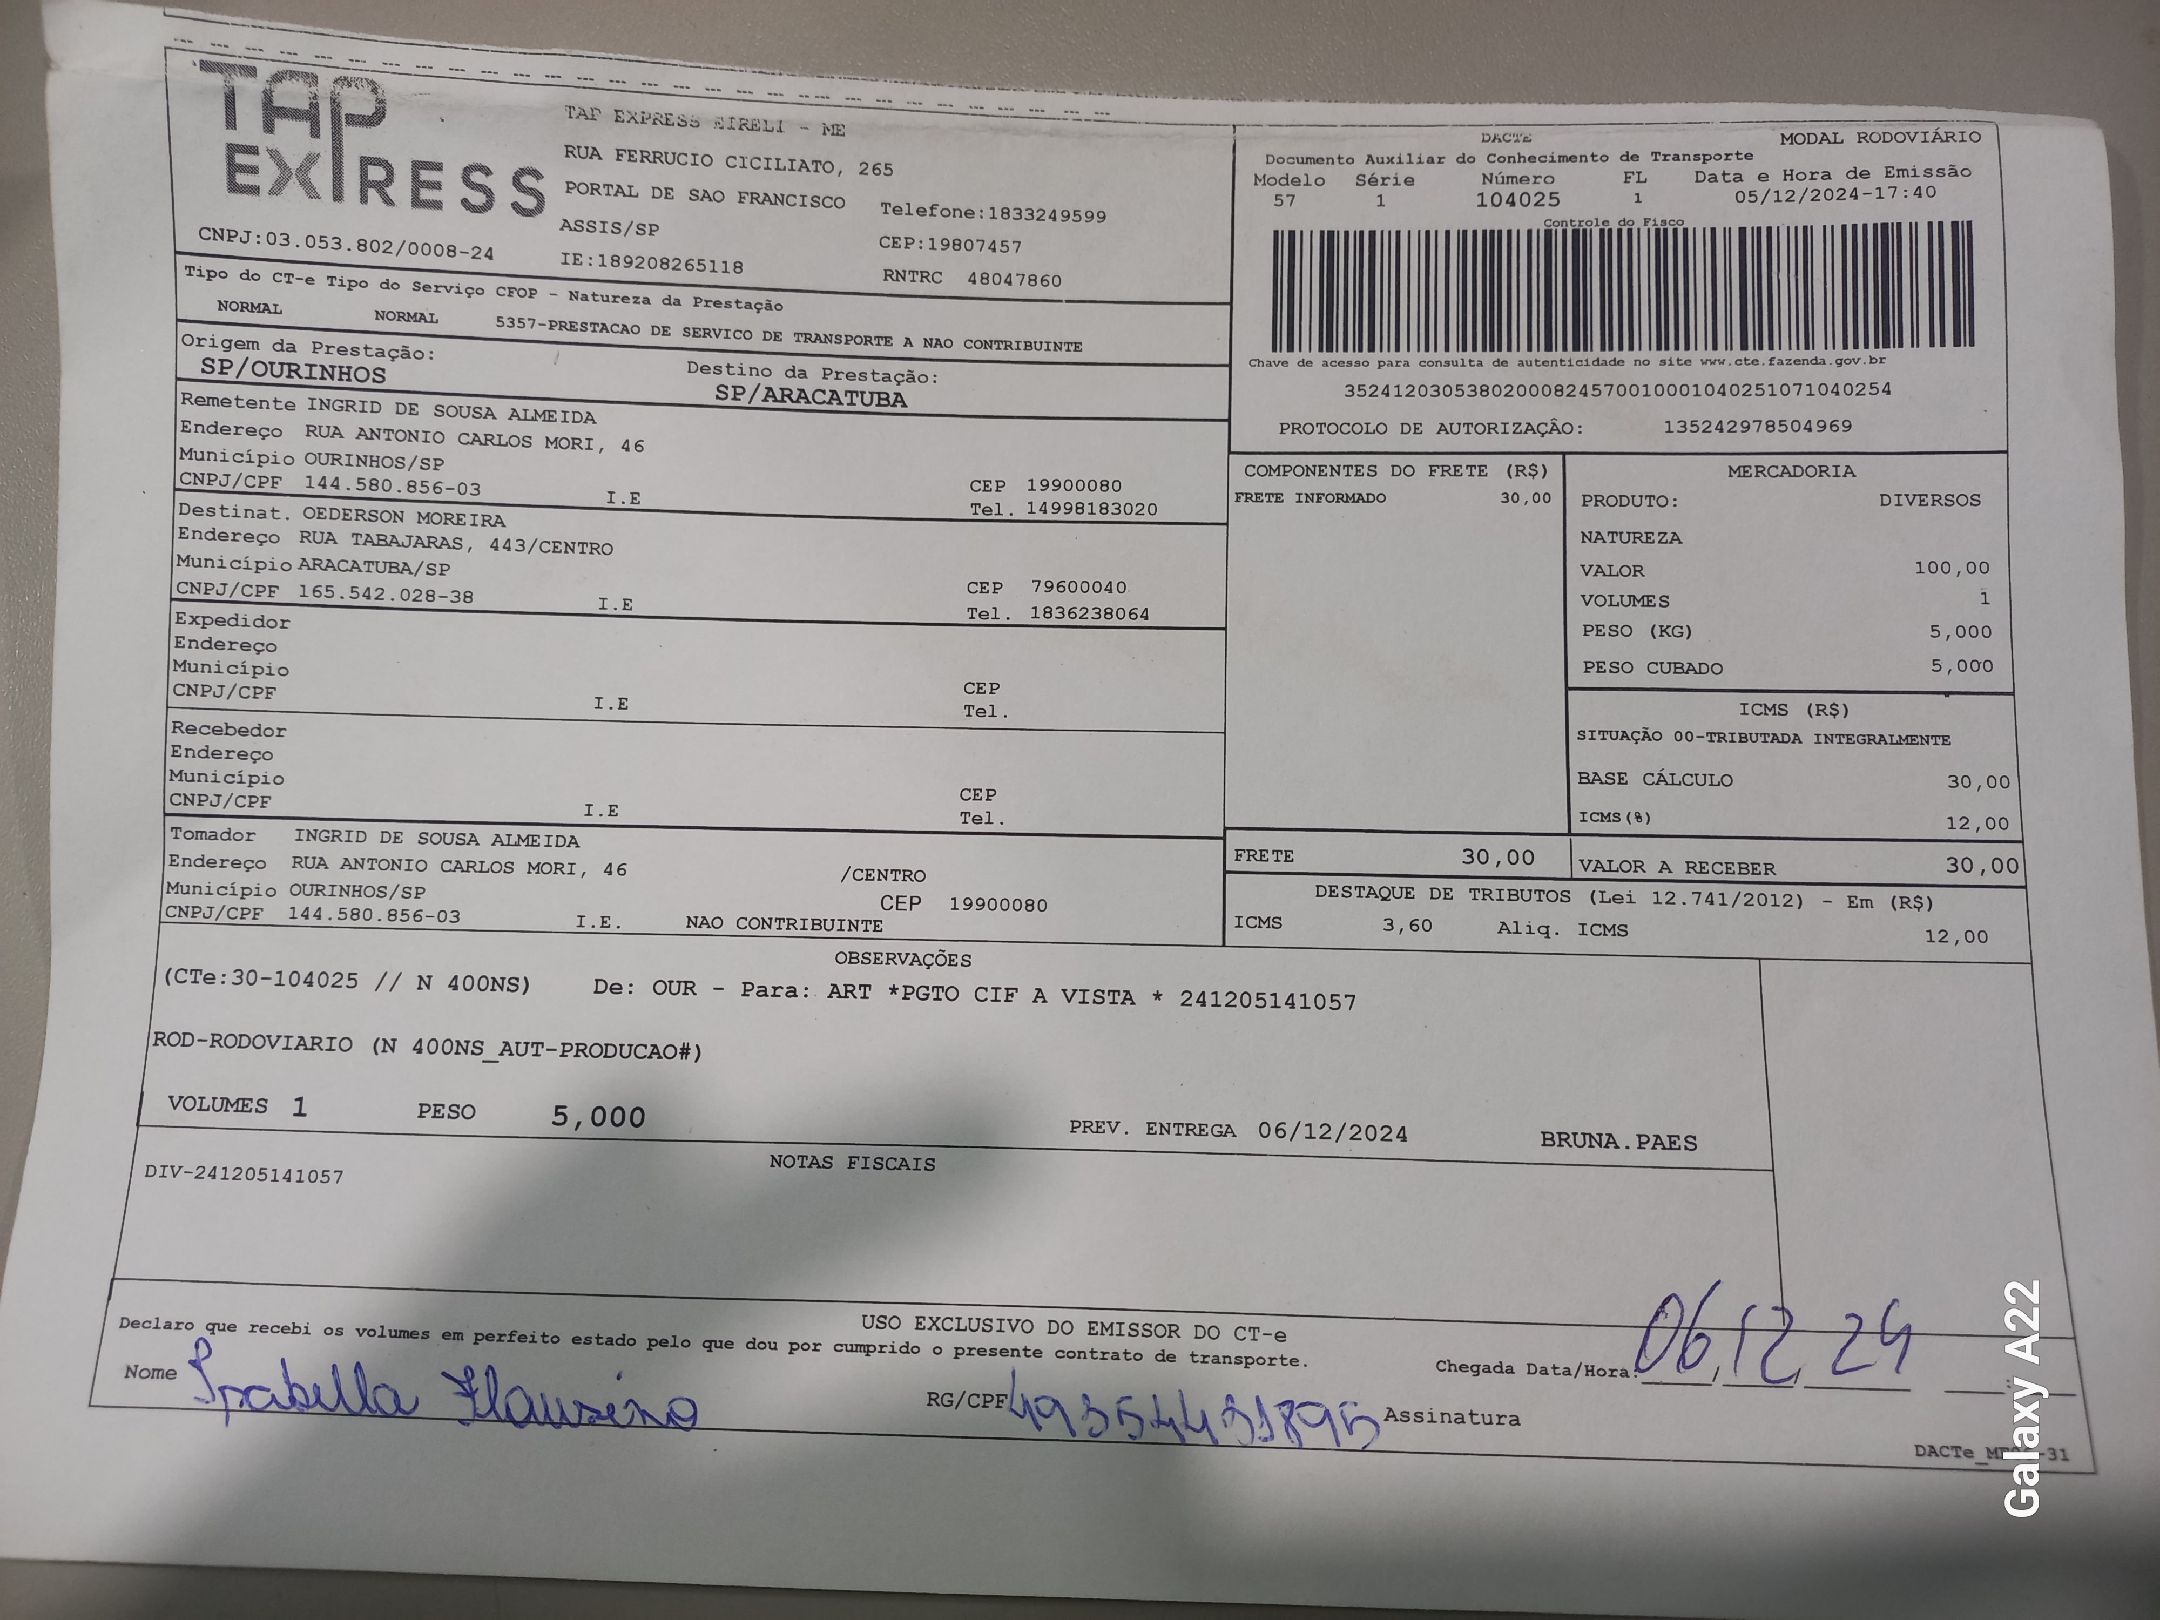 TAP EXPRESS
TAP EXPRESS EIRELI - ME
RUA FERRUCIO CICILIATO, 265
PORTAL DE SAO FRANCISCO Telefone:1833249599
ASSIS/SP CEP:19807457
CNPJ:03.053.802/0008-24 IE:189208265118 RNTRC 48047860
DACTE MODAL RODOVIÁRIO
Documento Auxiliar do Conhecimento de Transporte
Modelo Série Número FL Data e Hora de Emissão
57 1 104025 1 05/12/2024-17:40
Controle do Fisco
Chave de acesso para consulta de autenticidade no site www.cte.fazenda.gov.br
35241203053802000824570010001040251071040254
PROTOCOLO DE AUTORIZAÇÂO: 135242978504969
Tipo do CT-e Tipo do Serviço CFOP - Natureza da Prestação
NORMAL NORMAL 5357-PRESTACAO DE SERVICO DE TRANSPORTE A NAO CONTRIBUINTE
Origem da Prestação: Destino da Prestação:
SP/OURINHOS SP/ARACATUBA
Remetente INGRID DE SOUSA ALMEIDA
Endereço RUA ANTONIO CARLOS MORI, 46
Município OURINHOS/SP CEP 19900080
CNPJ/CPF 144.580.856-03 I.E Tel. 14998183020
Destinat. OEDERSON MOREIRA
Endereço RUA TABAJARAS, 443/CENTRO
Município ARACATUBA/SP CEP 79600040
CNPJ/CPF 165.542.028-38 I.E Tel. 1836238064
Expedidor
Endereço
Município CEP
CNPJ/CPF I.E Tel.
Recebedor
Endereço
Município CEP
CNPJ/CPF I.E Tel.
Tomador INGRID DE SOUSA ALMEIDA
Endereço RUA ANTONIO CARLOS MORI, 46 /CENTRO
Município OURINHOS/SP CEP 19900080
CNPJ/CPF 144.580.856-03 I.E. NAO CONTRIBUINTE
COMPONENTES DO FRETE (R$)
FRETE INFORMADO 30,00
MERCADORIA
PRODUTO: DIVERSOS
NATUREZA
VALOR 100,00
VOLUMES 1
PESO (KG) 5,000
PESO CUBADO 5,000
ICMS (R$)
SITUAÇÃO 00-TRIBUTADA INTEGRALMENTE
BASE CÁLCULO 30,00
ICMS(%) 12,00
FRETE 30,00 VALOR A RECEBER 30,00
DESTAQUE DE TRIBUTOS (Lei 12.741/2012) - Em (R$)
ICMS 3,60 Aliq. ICMS 12,00
OBSERVAÇÕES
(CTe:30-104025 // N 400NS) De: OUR - Para: ART *PGTO CIF A VISTA * 241205141057
ROD-RODOVIARIO (N 400NS_AUT-PRODUCAO#)
VOLUMES 1 PESO 5,000 PREV. ENTREGA 06/12/2024 BRUNA.PAES
NOTAS FISCAIS
DIV-241205141057
USO EXCLUSIVO DO EMISSOR DO CT-e
Declaro que recebi os volumes em perfeito estado pelo que dou por cumprido o presente contrato de transporte.
Chegada Data/Hora: 06,12,24
Nome Isabella RG/CPF Assinatura
Galaxy A22